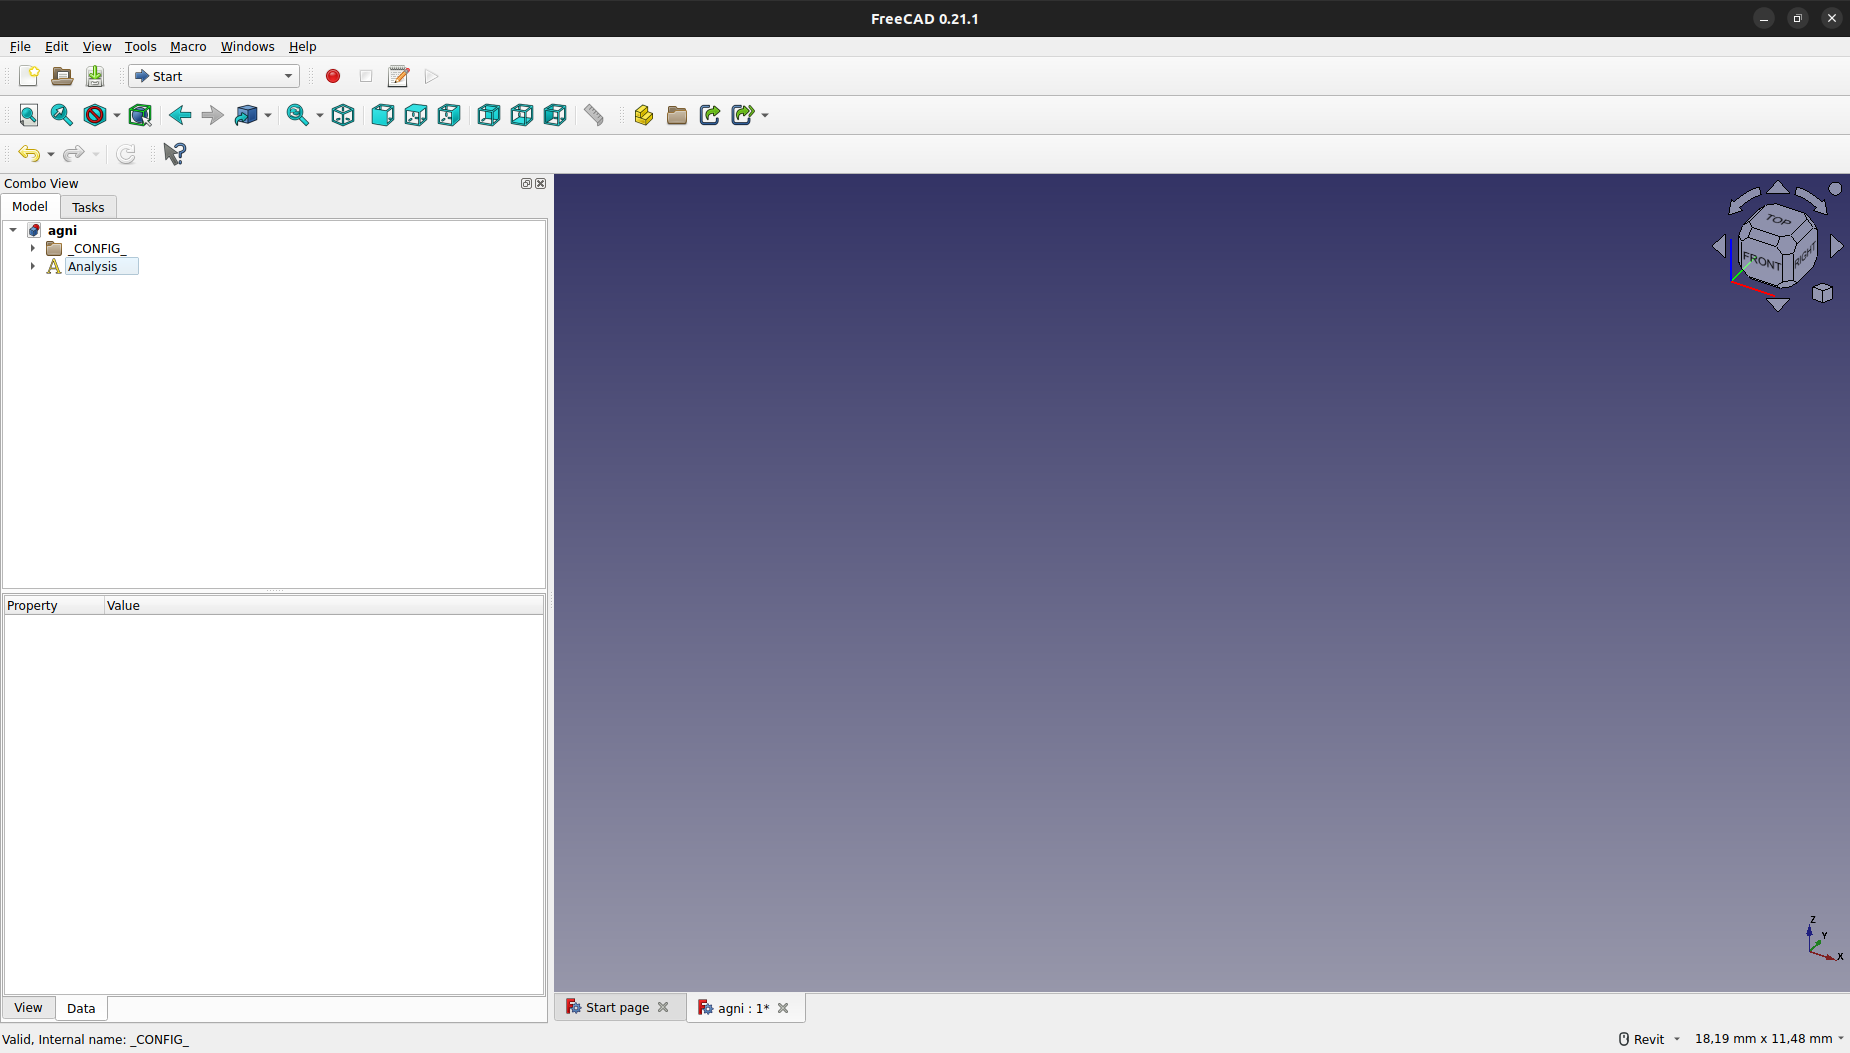 FreeCAD 0.21.1
File Edit View Tools Macro Windows Help
Start
Combo View
Model Tasks
agni
_CONFIG_
Analysis
TOP
FRONT
RIGHT
Property Value
Z
Y
X
View Data
Start page agni : 1*
Valid, Internal name: _CONFIG_
Revit 18,19 mm x 11,48 mm